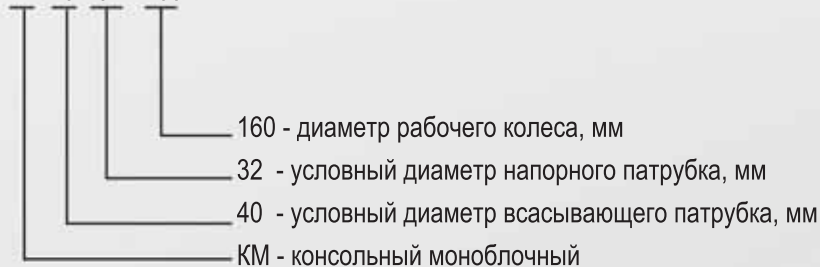 160 - диаметр рабочего колеса, мм
32 - условный диаметр напорного патрубка, мм
40 - условный диаметр всасывающего патрубка, мм
КМ - консольный моноблочный